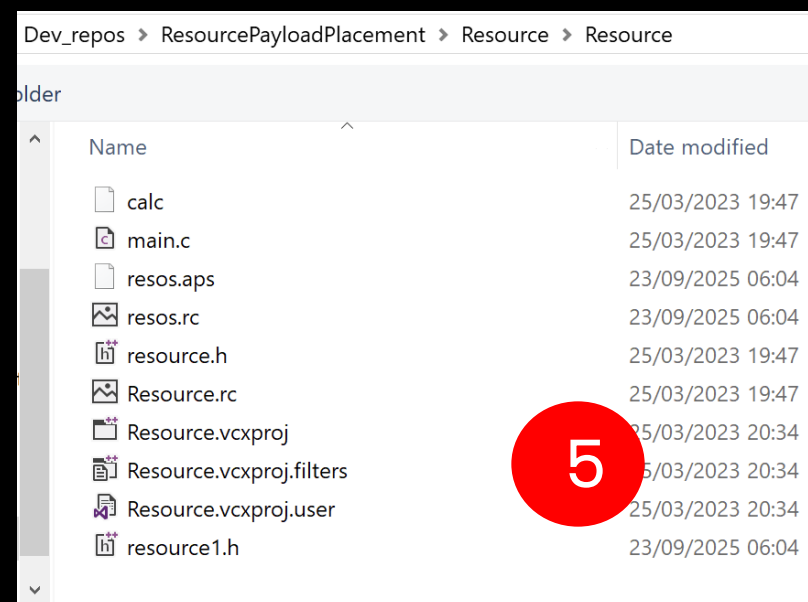 Dev_repos > ResourcePayloadPlacement > Resource > Resource
older
Name Date modified
calc 25/03/2023 19:47
main.c 25/03/2023 19:47
resos.aps 23/09/2025 06:04
resos.rc 23/09/2025 06:04
resource.h 25/03/2023 19:47
Resource.rc 25/03/2023 19:47
Resource.vcxproj 25/03/2023 20:34
Resource.vcxproj.filters 5/03/2023 20:34
Resource.vcxproj.user 25/03/2023 20:34
resource1.h 23/09/2025 06:04
5